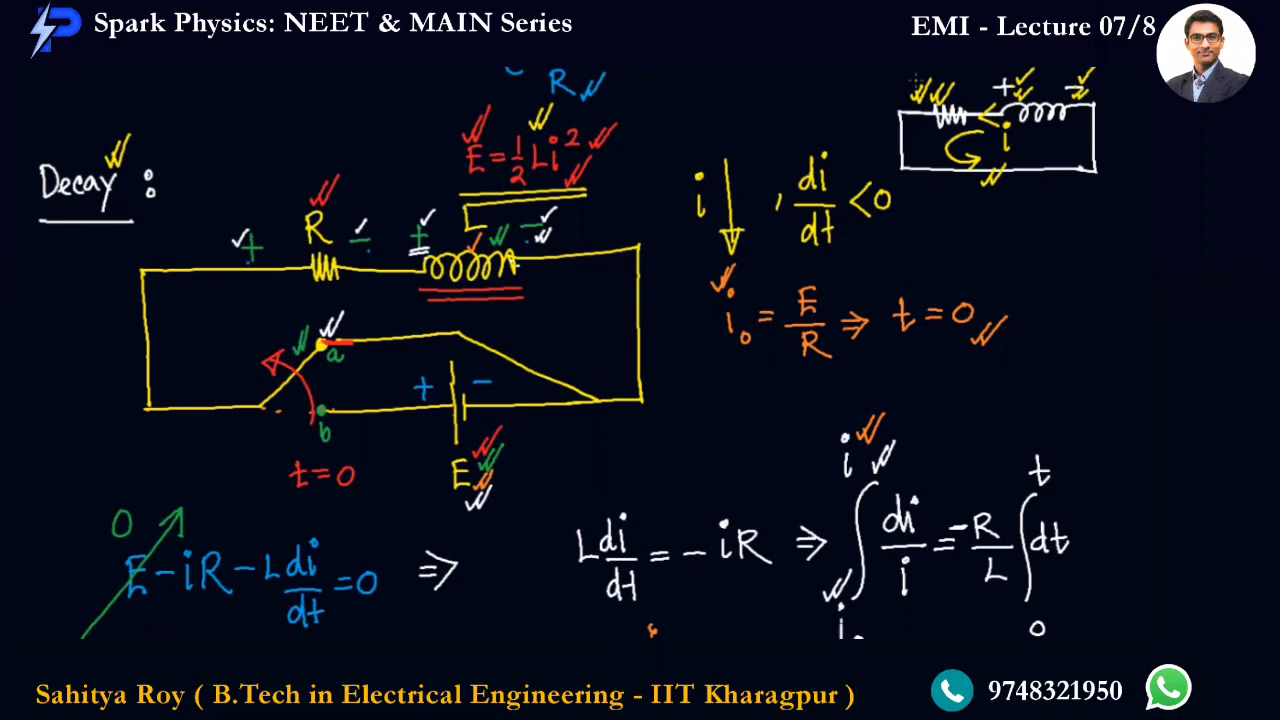 Spark Physics: NEET & MAIN Series
EMI - Lecture 07/8
R
E = 1/2 Li²
Decay :
R
+ - + -
+ -
i
i ↓ , di/dt < 0
i₀ = E/R ⇒ t = 0
a
b
+ -
E
t = 0
0
E - iR - L di/dt = 0 ⇒
L di/dt = - iR ⇒ ∫ di/i = -R/L ∫ dt
i
t
i₀
0
Sahitya Roy ( B.Tech in Electrical Engineering - IIT Kharagpur )
9748321950